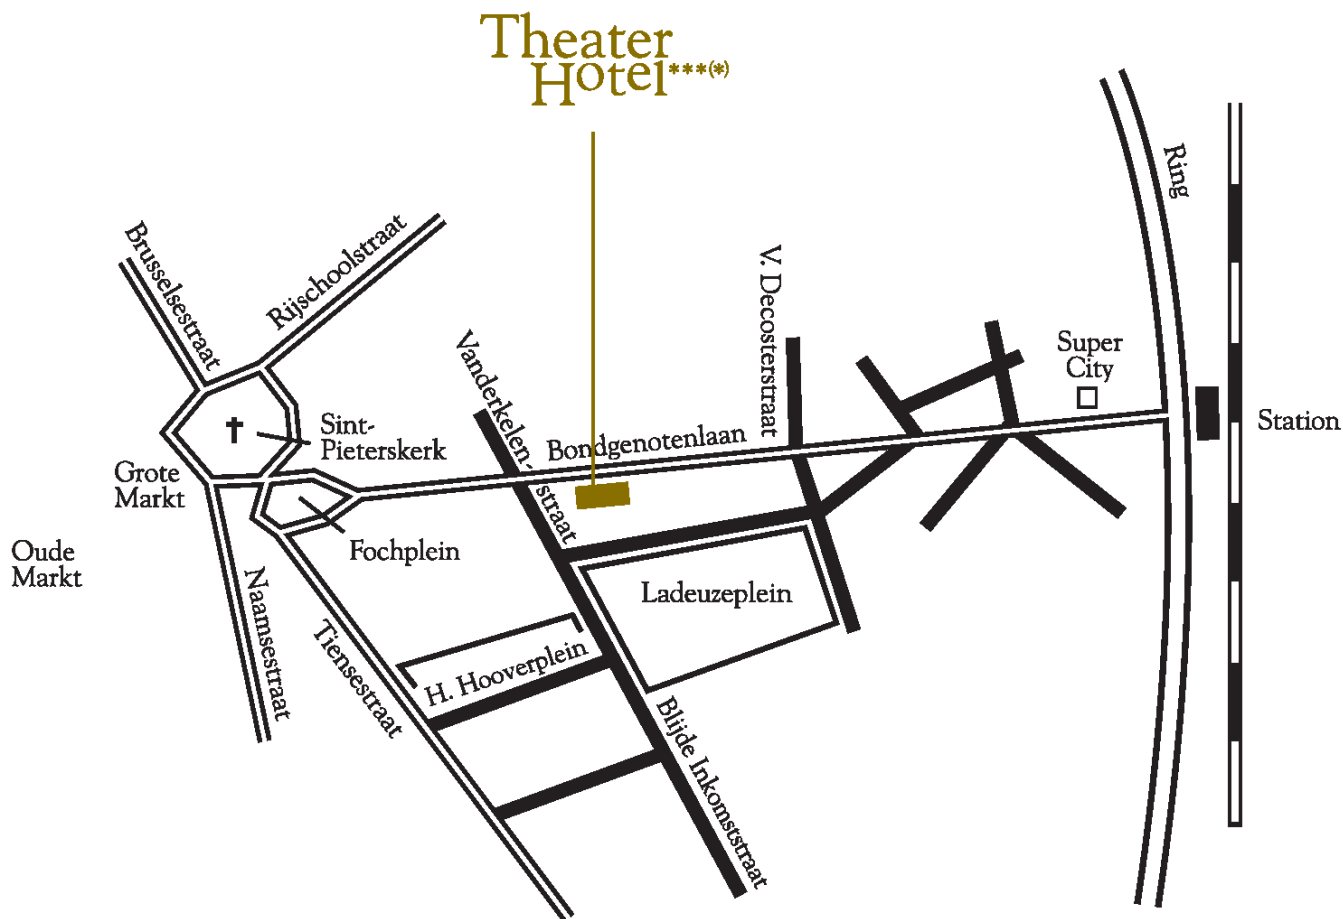 Theater
Hotel***(*)
Ring
Brusselsestraat
Rijschoolstraat
V. Decosterstraat
Super
City
Vanderkelen-
straat
Sint-
Pieterskerk
Bondgenotenlaan
Station
Grote
Markt
Oude
Markt
Fochplein
Ladeuzeplein
Naamsestraat
Tiensestraat
H. Hooverplein
Blijde Inkomststraat